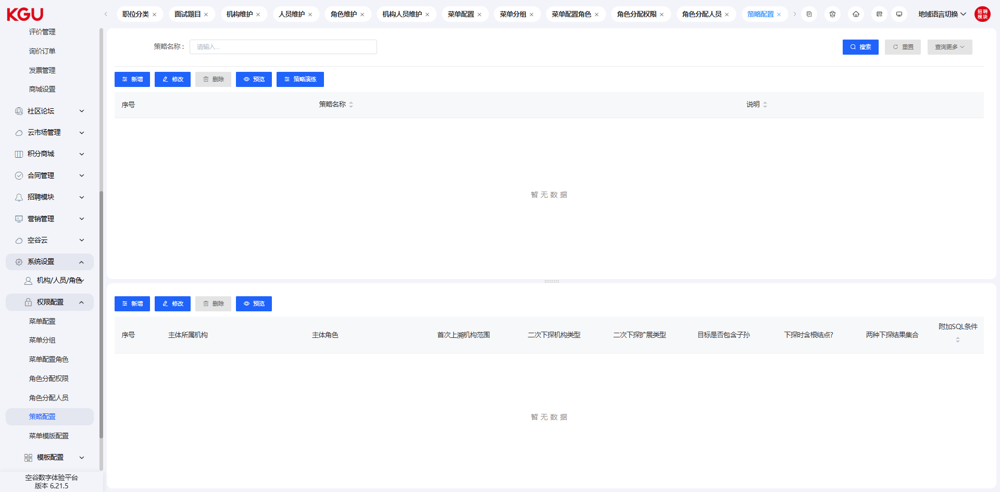 KGU
职位分类 面试题目 机构维护 人员维护 角色维护 机构人员维护 菜单配置 菜单分组 菜单配置角色 角色分配权限 角色分配人员 策略配置 地域语言切换 招聘模块
评价管理
询价订单
发票管理
商城设置
社区论坛
云市场管理
积分商城
合同管理
招聘模块
营销管理
空谷云
系统设置
机构/人员/角色
权限配置
菜单配置
菜单分组
菜单配置角色
角色分配权限
角色分配人员
策略配置
菜单模版配置
模板配置
空谷数字体验平台
版本 6.21.5
策略名称： 请输入... 搜索 重置 查询更多
新增 修改 删除 预览 策略演练
序号 策略名称 说明
暂无数据
新增 修改 删除 预览
序号 主体所属机构 主体角色 首次上溯机构范围 二次下探机构类型 二次下探扩展类型 目标是否包含子孙 下探时含根结点? 两种下探结果集合 附加SQL条件
暂无数据